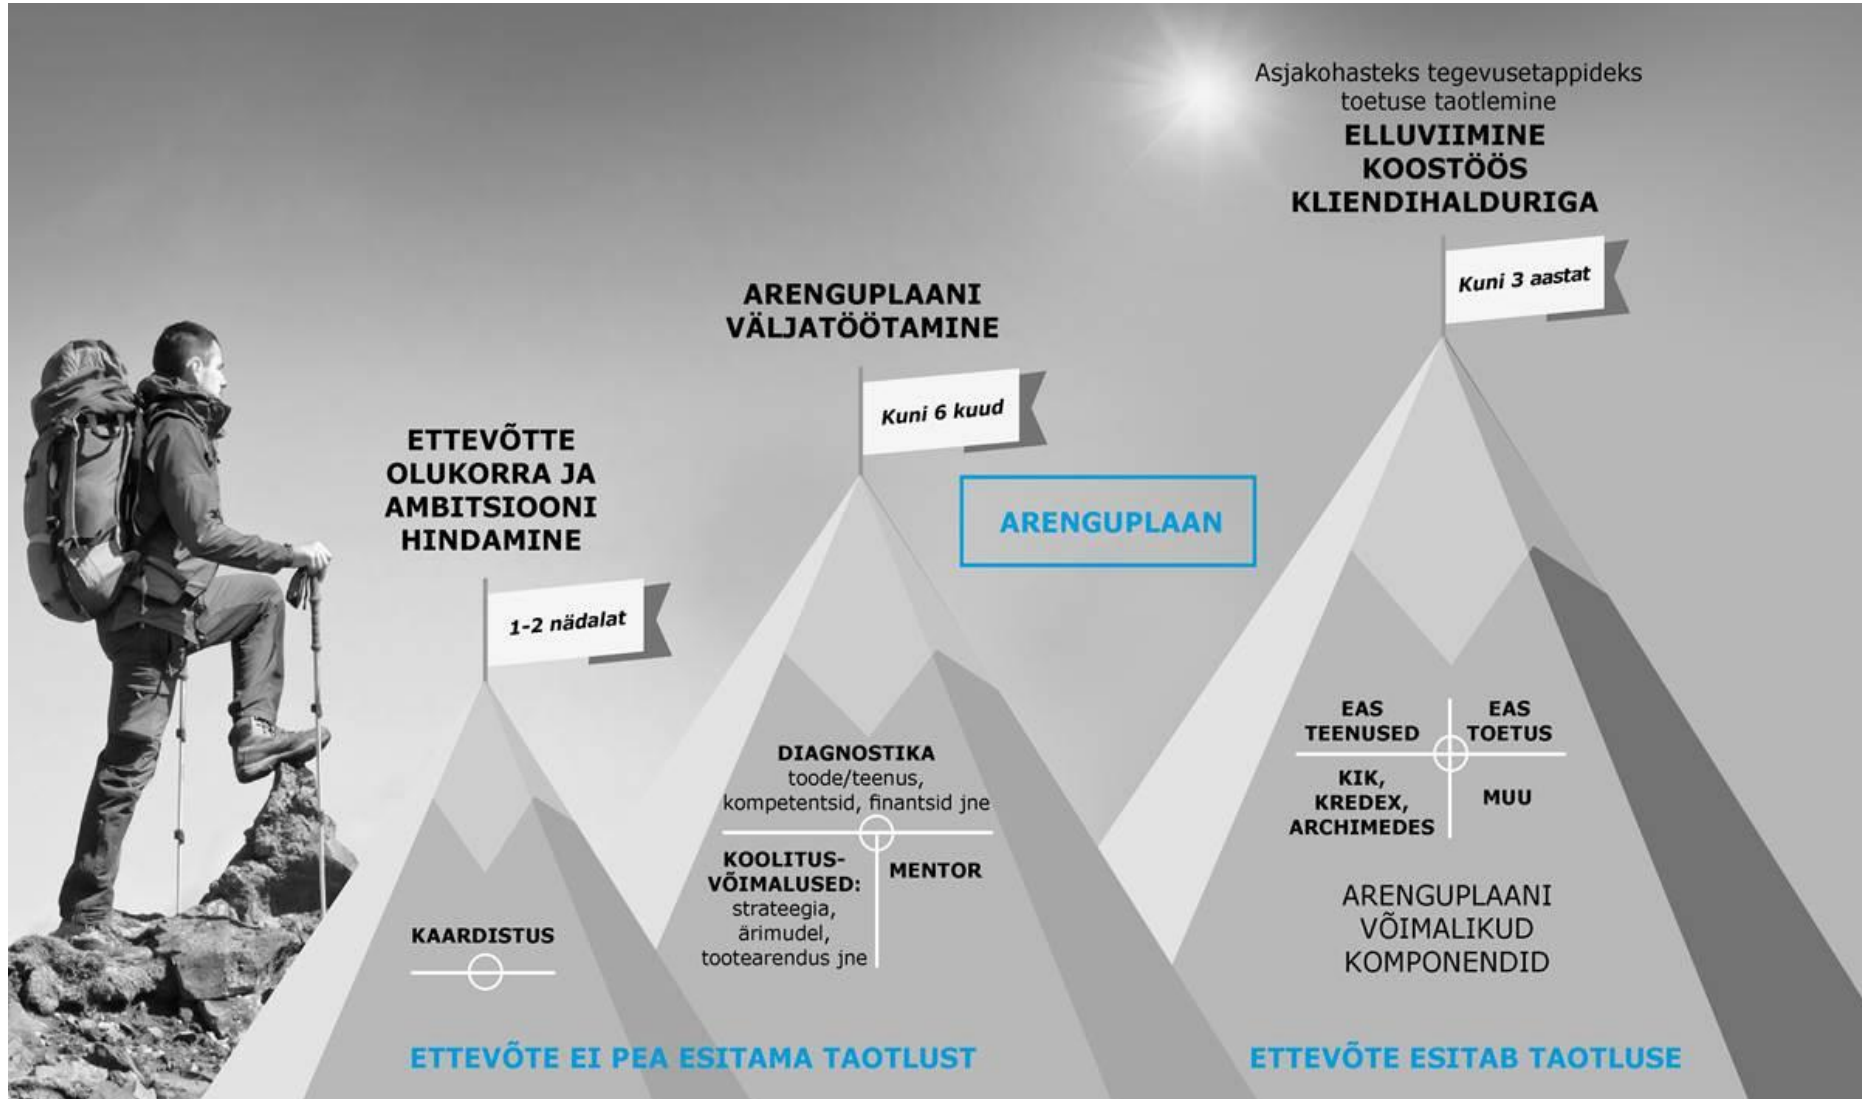 Asjakohasteks tegevusetappideks
toetuse taotlemine
ELLUVIIMINE
KOOSTÖÖS
KLIENDIHALDURIGA
Kuni 3 aastat
ARENGUPLAANI
VÄLJATÖÖTAMINE
Kuni 6 kuud
ARENGUPLAAN
ETTEVÕTTE
OLUKORRA JA
AMBITSIOONI
HINDAMINE
1-2 nädalat
KAARDISTUS
DIAGNOSTIKA
toode/teenus,
kompetentsid, finantsid jne
KOOLITUS-
VÕIMALUSED:
strateegia,
ärimudel,
tootearendus jne
MENTOR
EAS
TEENUSED
EAS
TOETUS
KIK,
KREDEX,
ARCHIMEDES
MUU
ARENGUPLAANI
VÕIMALIKUD
KOMPONENDID
ETTEVÕTE EI PEA ESITAMA TAOTLUST
ETTEVÕTE ESITAB TAOTLUSE